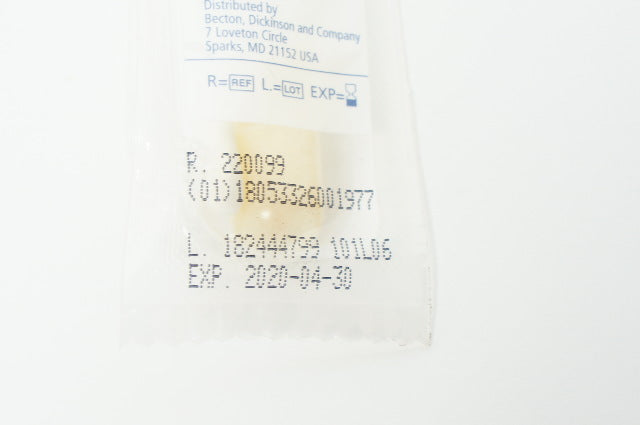 Distributed by
Becton, Dickinson and Company
7 Loveton Circle
Sparks, MD 21152 USA
R=REF L.=LOT EXP=
R. 220099
(01)18053326001977
L. 162444799 101L06
EXP. 2020-04-30